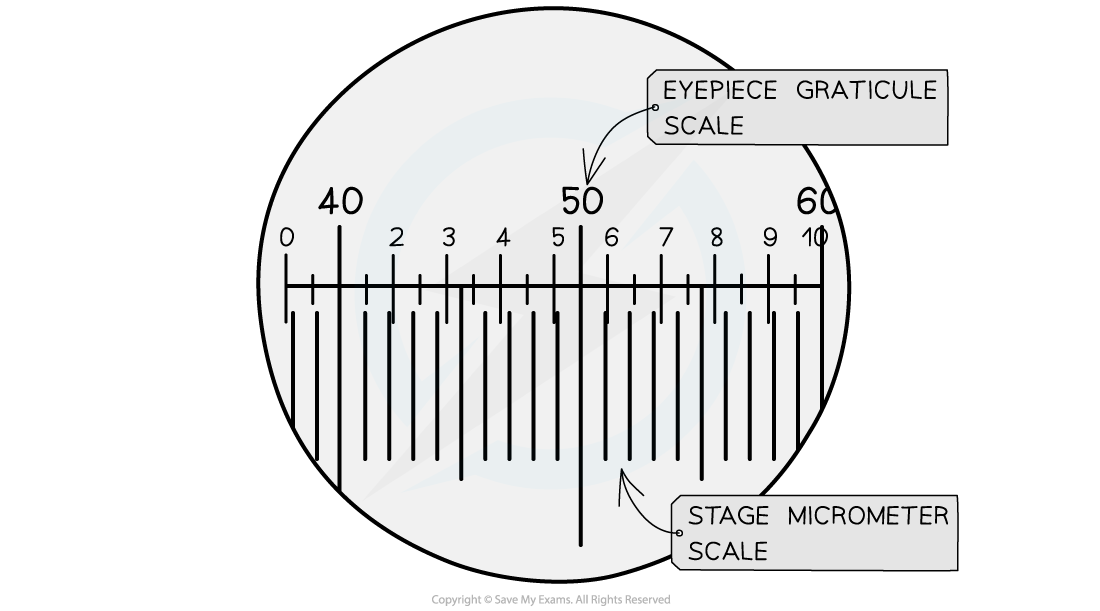 EYEPIECE GRATICULE
SCALE
40 50 60
0 2 3 4 5 6 7 8 9 10
STAGE MICROMETER
SCALE
Copyright © Save My Exams. All Rights Reserved